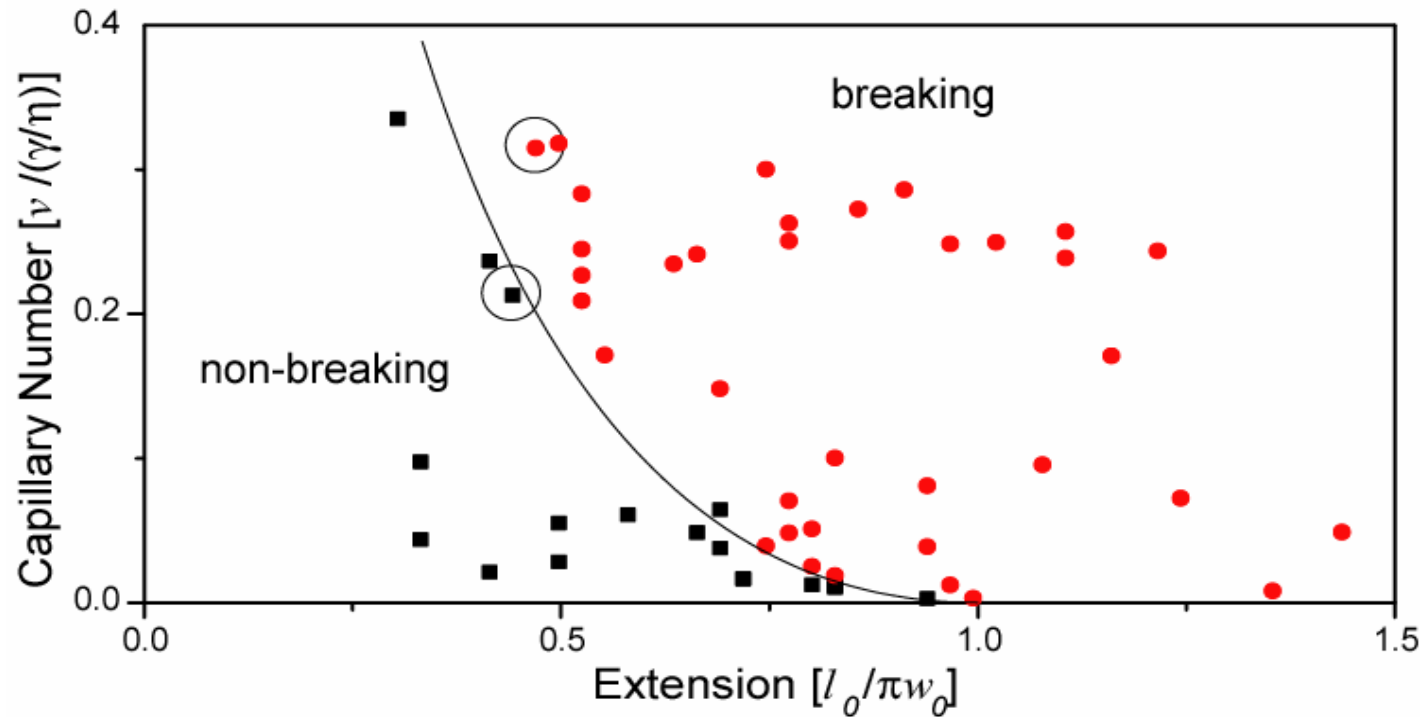 0.4
breaking
Capillary Number [ν /(γ/η)]
0.2
non-breaking
0.0
0.0 0.5 1.0 1.5
Extension [l₀/πw₀]